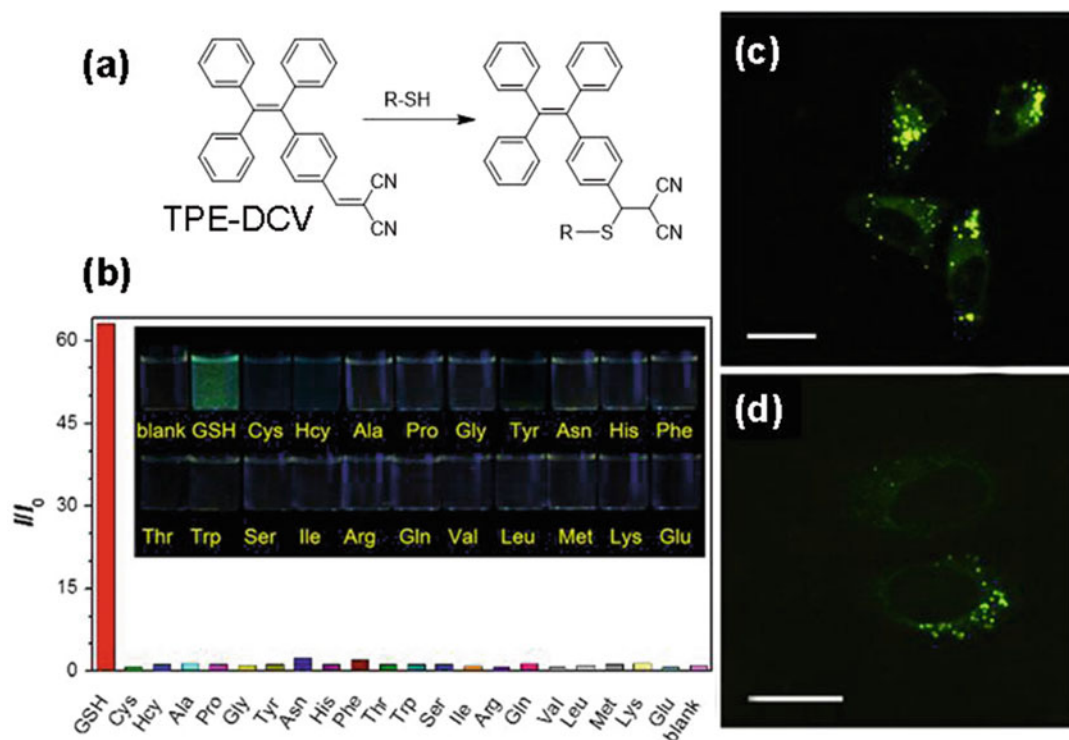 (a)
R-SH
CN
CN
TPE-DCV
R
S
CN
CN
(b)
60
45
30
15
0
I/I0
blank GSH Cys Hcy Ala Pro Gly Tyr Asn His Phe
Thr Trp Ser Ile Arg Gln Val Leu Met Lys Glu
GSH Cys Hcy Ala Pro Gly Tyr Asn His Phe Thr Trp Ser Ile Arg Gln Val Leu Met Lys Glu blank
(c)
(d)